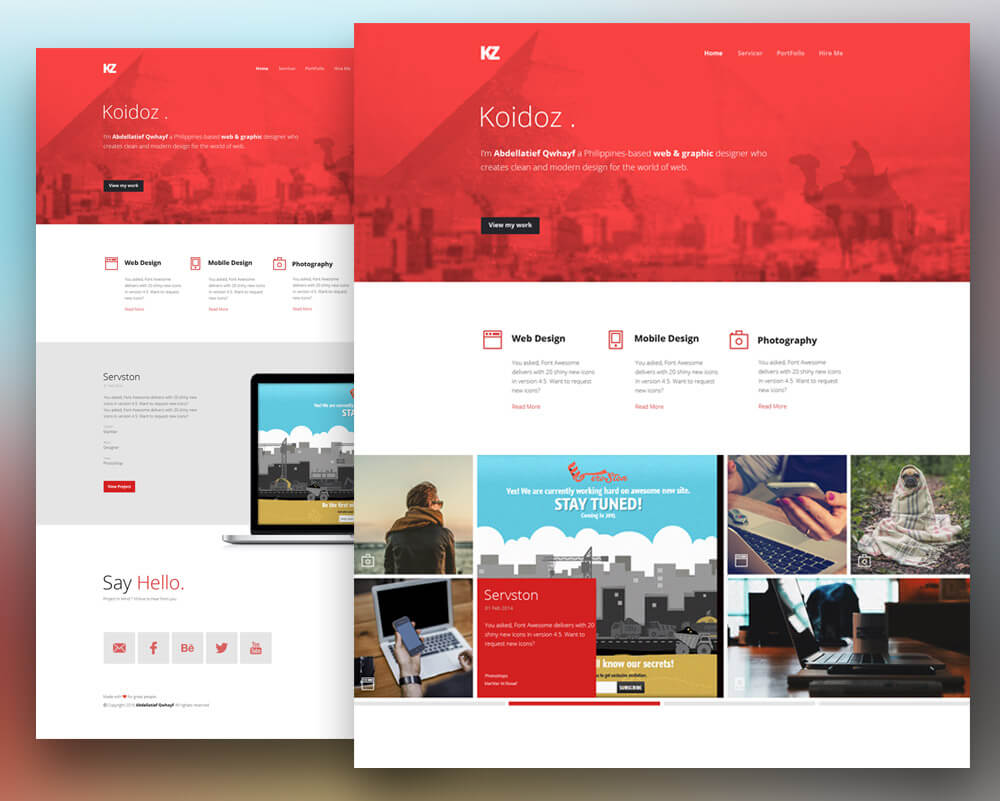 KZ
Home Services Portfolio Hire Me
Koidoz .
I'm Abdellatief Qwhayf a Philippines-based web & graphic designer who
creates clean and modern design for the world of web.
View my work
Web Design
You asked, Font Awesome
delivers with 20 shiny new icons
in version 4.5. Want to request
new icons?
Read More
Mobile Design
You asked, Font Awesome
delivers with 20 shiny new icons
in version 4.5. Want to request
new icons?
Read More
Photography
You asked, Font Awesome
delivers with 20 shiny new icons
in version 4.5. Want to request
new icons?
Read More
Servston
You asked, Font Awesome delivers with 20 shiny new
icons in version 4.5. Want to request new icons?
You asked, Font Awesome delivers with 20 shiny new
icons in version 4.5. Want to request new icons?
Designer
Photoshop
View Project
Yes! We are currently
STA
Be the first
Say Hello.
Made with ❤ for great people.
Abdellatief Qwhayf
KZ
Home Services Portfolio Hire Me
Koidoz .
I'm Abdellatief Qwhayf a Philippines-based web & graphic designer who
creates clean and modern design for the world of web.
View my work
Web Design
You asked, Font Awesome
delivers with 20 shiny new icons
in version 4.5. Want to request
new icons?
Read More
Mobile Design
You asked, Font Awesome
delivers with 20 shiny new icons
in version 4.5. Want to request
new icons?
Read More
Photography
You asked, Font Awesome
delivers with 20 shiny new icons
in version 4.5. Want to request
new icons?
Read More
Servston
Yes! We are currently working hard on awesome new site.
STAY TUNED!
Coming in 2015.
Servston
01 Feb 2014
You asked, Font Awesome delivers with 20
shiny new icons in version 4.5. Want to
request new icons?
Photoshops
ll know our secrets!
to get exclusive invitation.
SUBSCRIBE